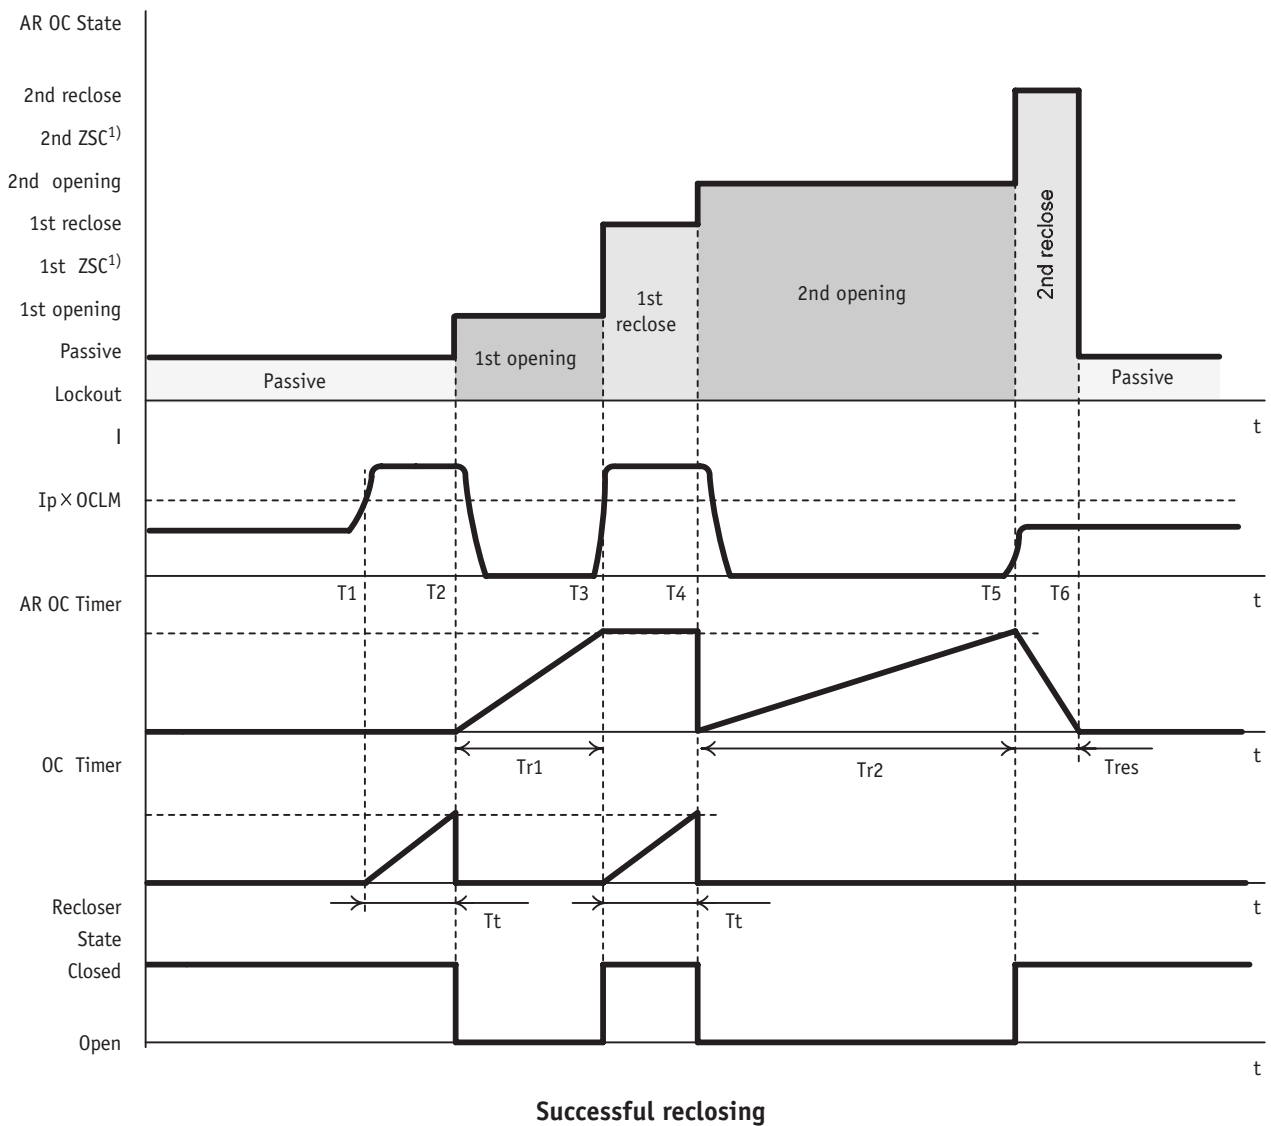 AR OC State
2nd reclose
2nd ZSC1)
2nd opening
1st reclose
1st ZSC1)
1st opening
Passive
Lockout
Passive
1st opening
1st
reclose
2nd opening
2nd reclose
Passive
t
I
Ip×OCLM
T1
T2
T3
T4
T5
T6
t
AR OC Timer
Tr1
Tr2
Tres
t
OC Timer
Tt
Tt
t
Recloser
State
Closed
Open
t
Successful reclosing